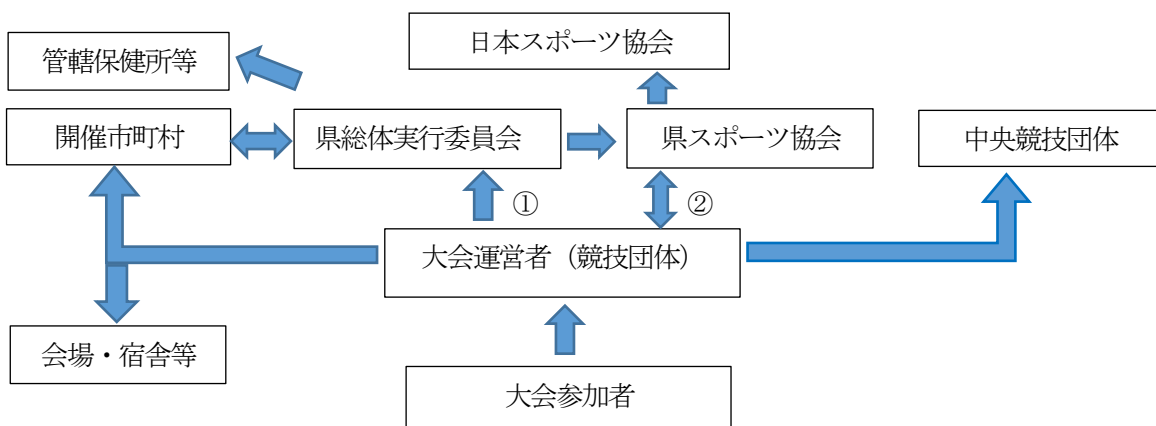 日本スポーツ協会
管轄保健所等
開催市町村
県総体実行委員会
県スポーツ協会
中央競技団体
①
②
大会運営者（競技団体）
会場・宿舎等
大会参加者